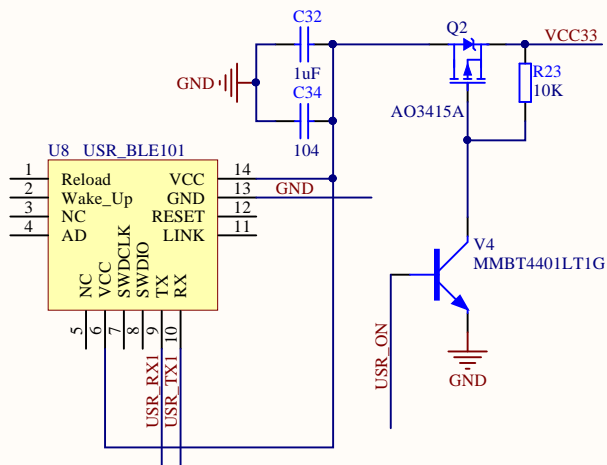 C32
1uF
GND
C34
104
Q2
VCC33
R23
10K
AO3415A
U8 USR_BLE101
1 Reload VCC 14
2 Wake_Up GND 13 GND
3 NC RESET 12
4 AD LINK 11
NC
VCC
SWDCLK
SWDIO
TX
RX
5
6
7
8
9
10
USR_RX1
USR_TX1
V4
MMBT4401LT1G
USR_ON
GND